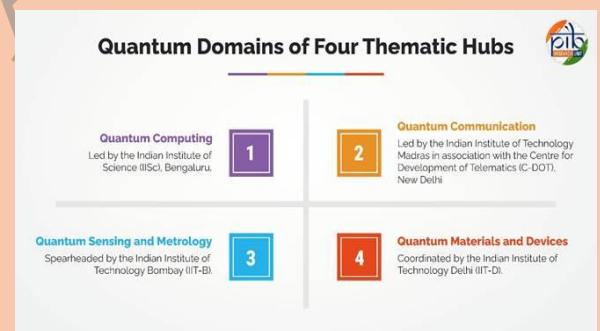 Quantum Domains of Four Thematic Hubs
pib
Quantum Computing
Led by the Indian Institute of
Science (IISc), Bengaluru.
1
2
Quantum Communication
Led by the Indian Institute of Technology
Madras in association with the Centre for
Development of Telematics (C-DOT),
New Delhi
Quantum Sensing and Metrology
Spearheaded by the Indian Institute of
Technology Bombay (IIT-B).
3
4
Quantum Materials and Devices
Coordinated by the Indian Institute of
Technology Delhi (IIT-D).